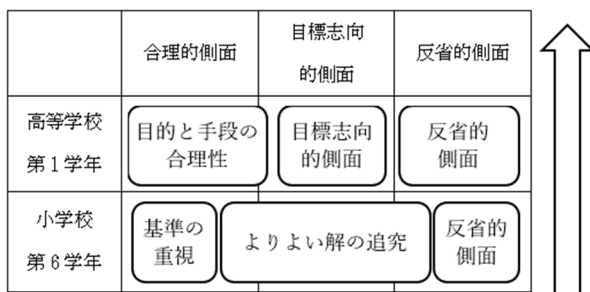 合理的側面
目標志向
的側面
反省的側面
高等学校
第1学年
目的と手段の
合理性
目標志向
的側面
反省的
側面
小学校
第6学年
基準の
重視
よりよい解の追究
反省的
側面